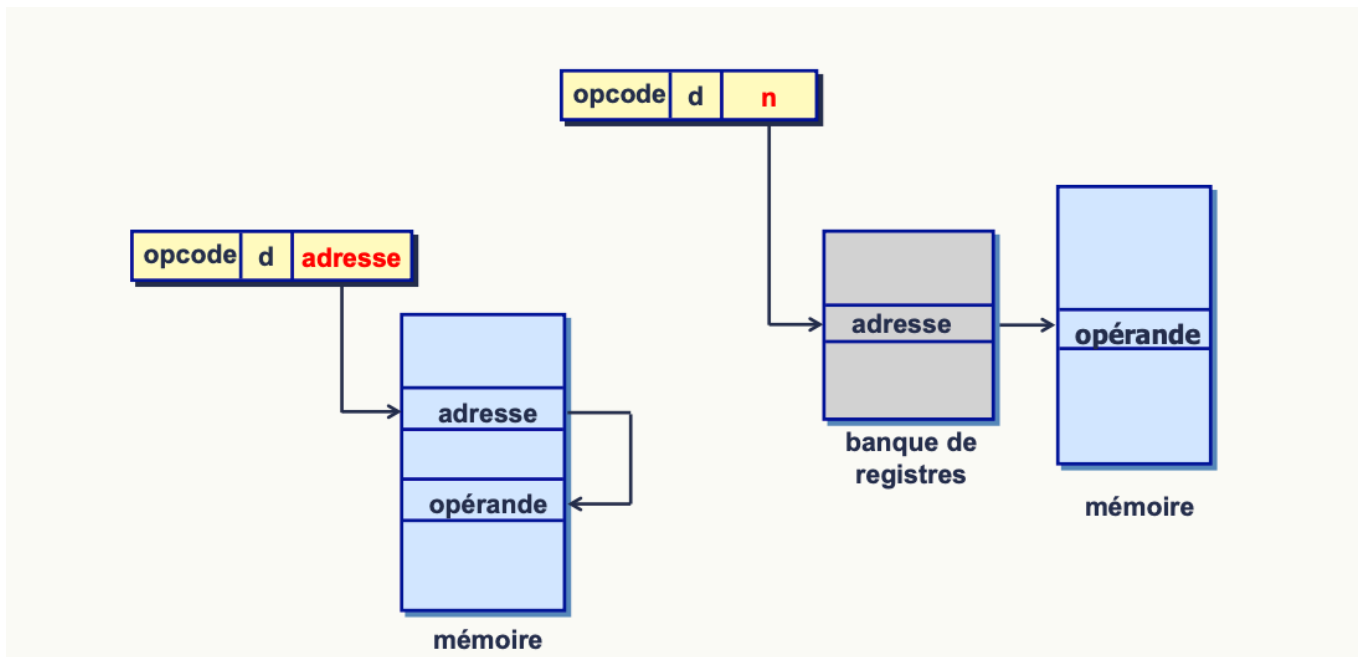 opcode d n
opcode d adresse
adresse
opérande
mémoire
adresse
banque de
registres
opérande
mémoire